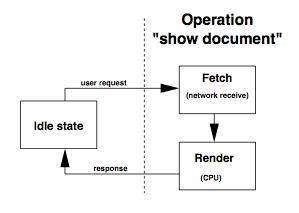 Operation
"show document"
user request
Fetch
(network receive)
Idle state
response
Render
(CPU)